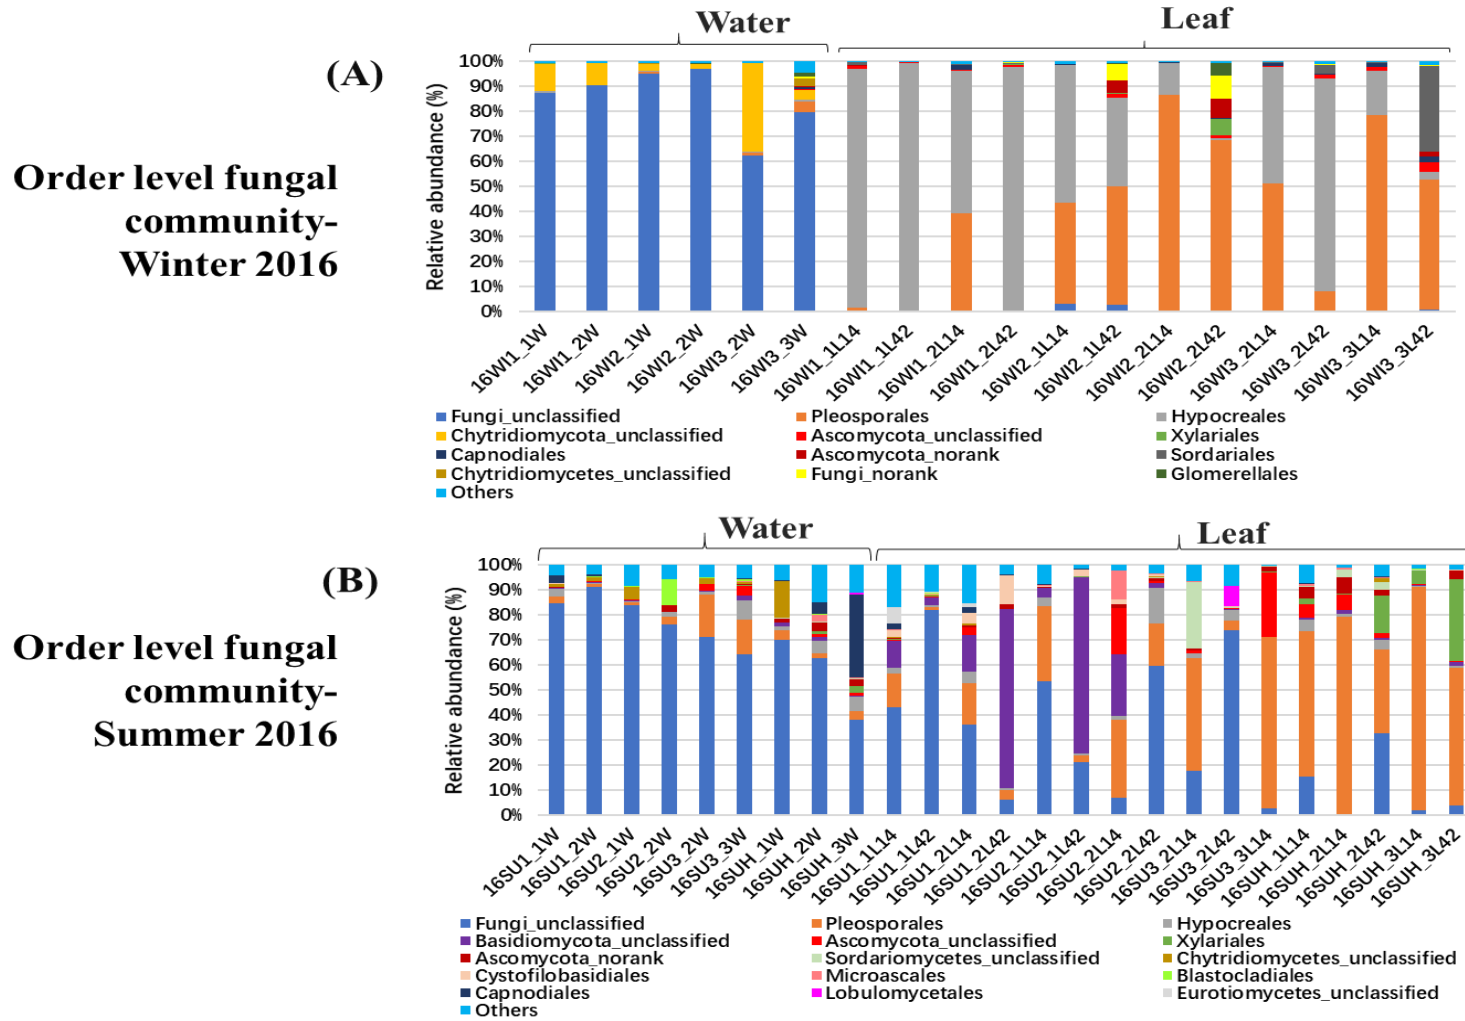 Water
Leaf
(A)
Order level fungal
community-
Winter 2016
Relative abundance (%)
100%
90%
80%
70%
60%
50%
40%
30%
20%
10%
0%
16WI1_1W
16WI1_2W
16WI2_1W
16WI2_2W
16WI3_2W
16WI3_3W
16WI1_1L14
16WI1_1L42
16WI1_2L14
16WI1_2L42
16WI2_1L14
16WI2_1L42
16WI2_2L14
16WI2_2L42
16WI3_2L14
16WI3_2L42
16WI3_3L14
16WI3_3L42
Fungi_unclassified Pleosporales Hypocreales
Chytridiomycota_unclassified Ascomycota_unclassified Xylariales
Capnodiales Ascomycota_norank Sordariales
Chytridiomycetes_unclassified Fungi_norank Glomerellales
Others
Water
Leaf
(B)
Order level fungal
community-
Summer 2016
Relative abundance (%)
100%
90%
80%
70%
60%
50%
40%
30%
20%
10%
0%
16SU1_1W
16SU1_2W
16SU2_1W
16SU2_2W
16SU3_2W
16SU3_3W
16SUH_1W
16SUH_2W
16SUH_3W
16SU1_1L14
16SU1_1L42
16SU1_2L14
16SU1_2L42
16SU2_1L14
16SU2_1L42
16SU2_2L14
16SU2_2L42
16SU3_2L14
16SU3_2L42
16SU3_3L14
16SUH_1L14
16SUH_2L14
16SUH_2L42
16SUH_3L14
16SUH_3L42
Fungi_unclassified Pleosporales Hypocreales
Basidiomycota_unclassified Ascomycota_unclassified Xylariales
Ascomycota_norank Sordariomycetes_unclassified Chytridiomycetes_unclassified
Cystofilobasidiales Microascales Blastocladiales
Capnodiales Lobulomycetales Eurotiomycetes_unclassified
Others